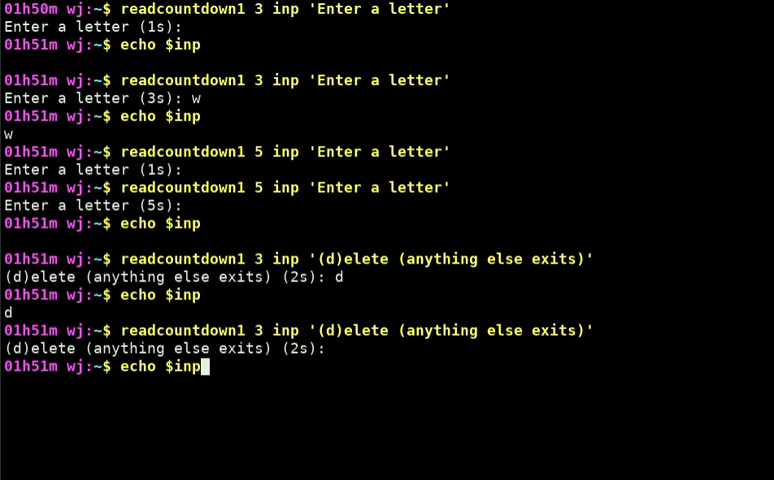 01h50m wj:~$ readcountdown1 3 inp 'Enter a letter'
Enter a letter (1s):
01h51m wj:~$ echo $inp
01h51m wj:~$ readcountdown1 3 inp 'Enter a letter'
Enter a letter (3s): w
01h51m wj:~$ echo $inp
w
01h51m wj:~$ readcountdown1 5 inp 'Enter a letter'
Enter a letter (1s):
01h51m wj:~$ readcountdown1 5 inp 'Enter a letter'
Enter a letter (5s):
01h51m wj:~$ echo $inp
01h51m wj:~$ readcountdown1 3 inp '(d)elete (anything else exits)'
(d)elete (anything else exits) (2s): d
01h51m wj:~$ echo $inp
d
01h51m wj:~$ readcountdown1 3 inp '(d)elete (anything else exits)'
(d)elete (anything else exits) (2s):
01h51m wj:~$ echo $inp